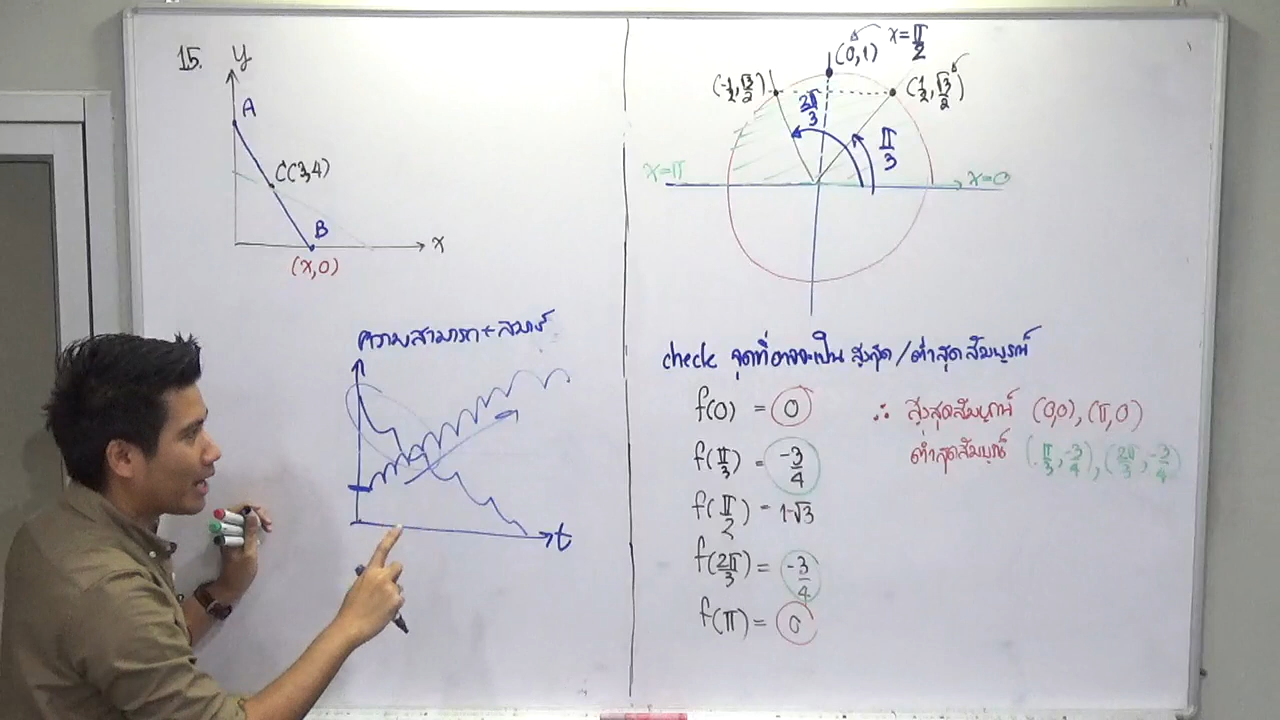 15.
y
A
C(3,4)
B
x
(x,0)
ความสามารถ
t
(0,1) x=π/2
(-1/2,√3/2)
(1/2,√3/2)
2π/3
π/3
x=π
x=0
check จุดที่อาจจะเป็น สูงสุด/ต่ำสุดสัมบูรณ์
f(0) = 0
f(π/3) = -3/4
f(π/2) = 1-√3
f(2π/3) = -3/4
f(π) = 0
∴ สูงสุดสัมบูรณ์ (0,0),(π,0)
ต่ำสุดสัมบูรณ์ (π/3,-3/4),(2π/3,-3/4)